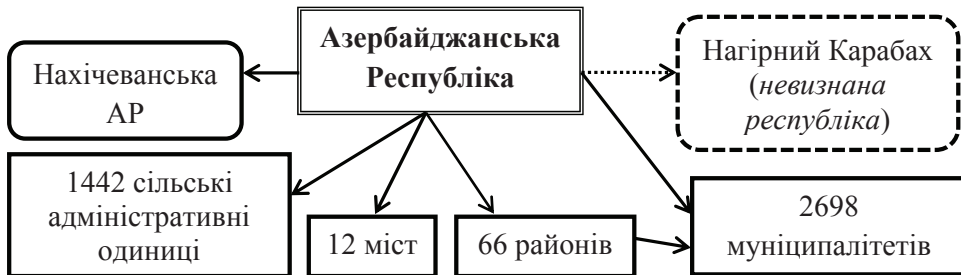 Азербайджанська
Республіка
Нахічеванська
АР
Нагірний Карабах
(невизнана
республіка)
1442 сільські
адміністративні
одиниці
12 міст
66 районів
2698
муніципалітетів